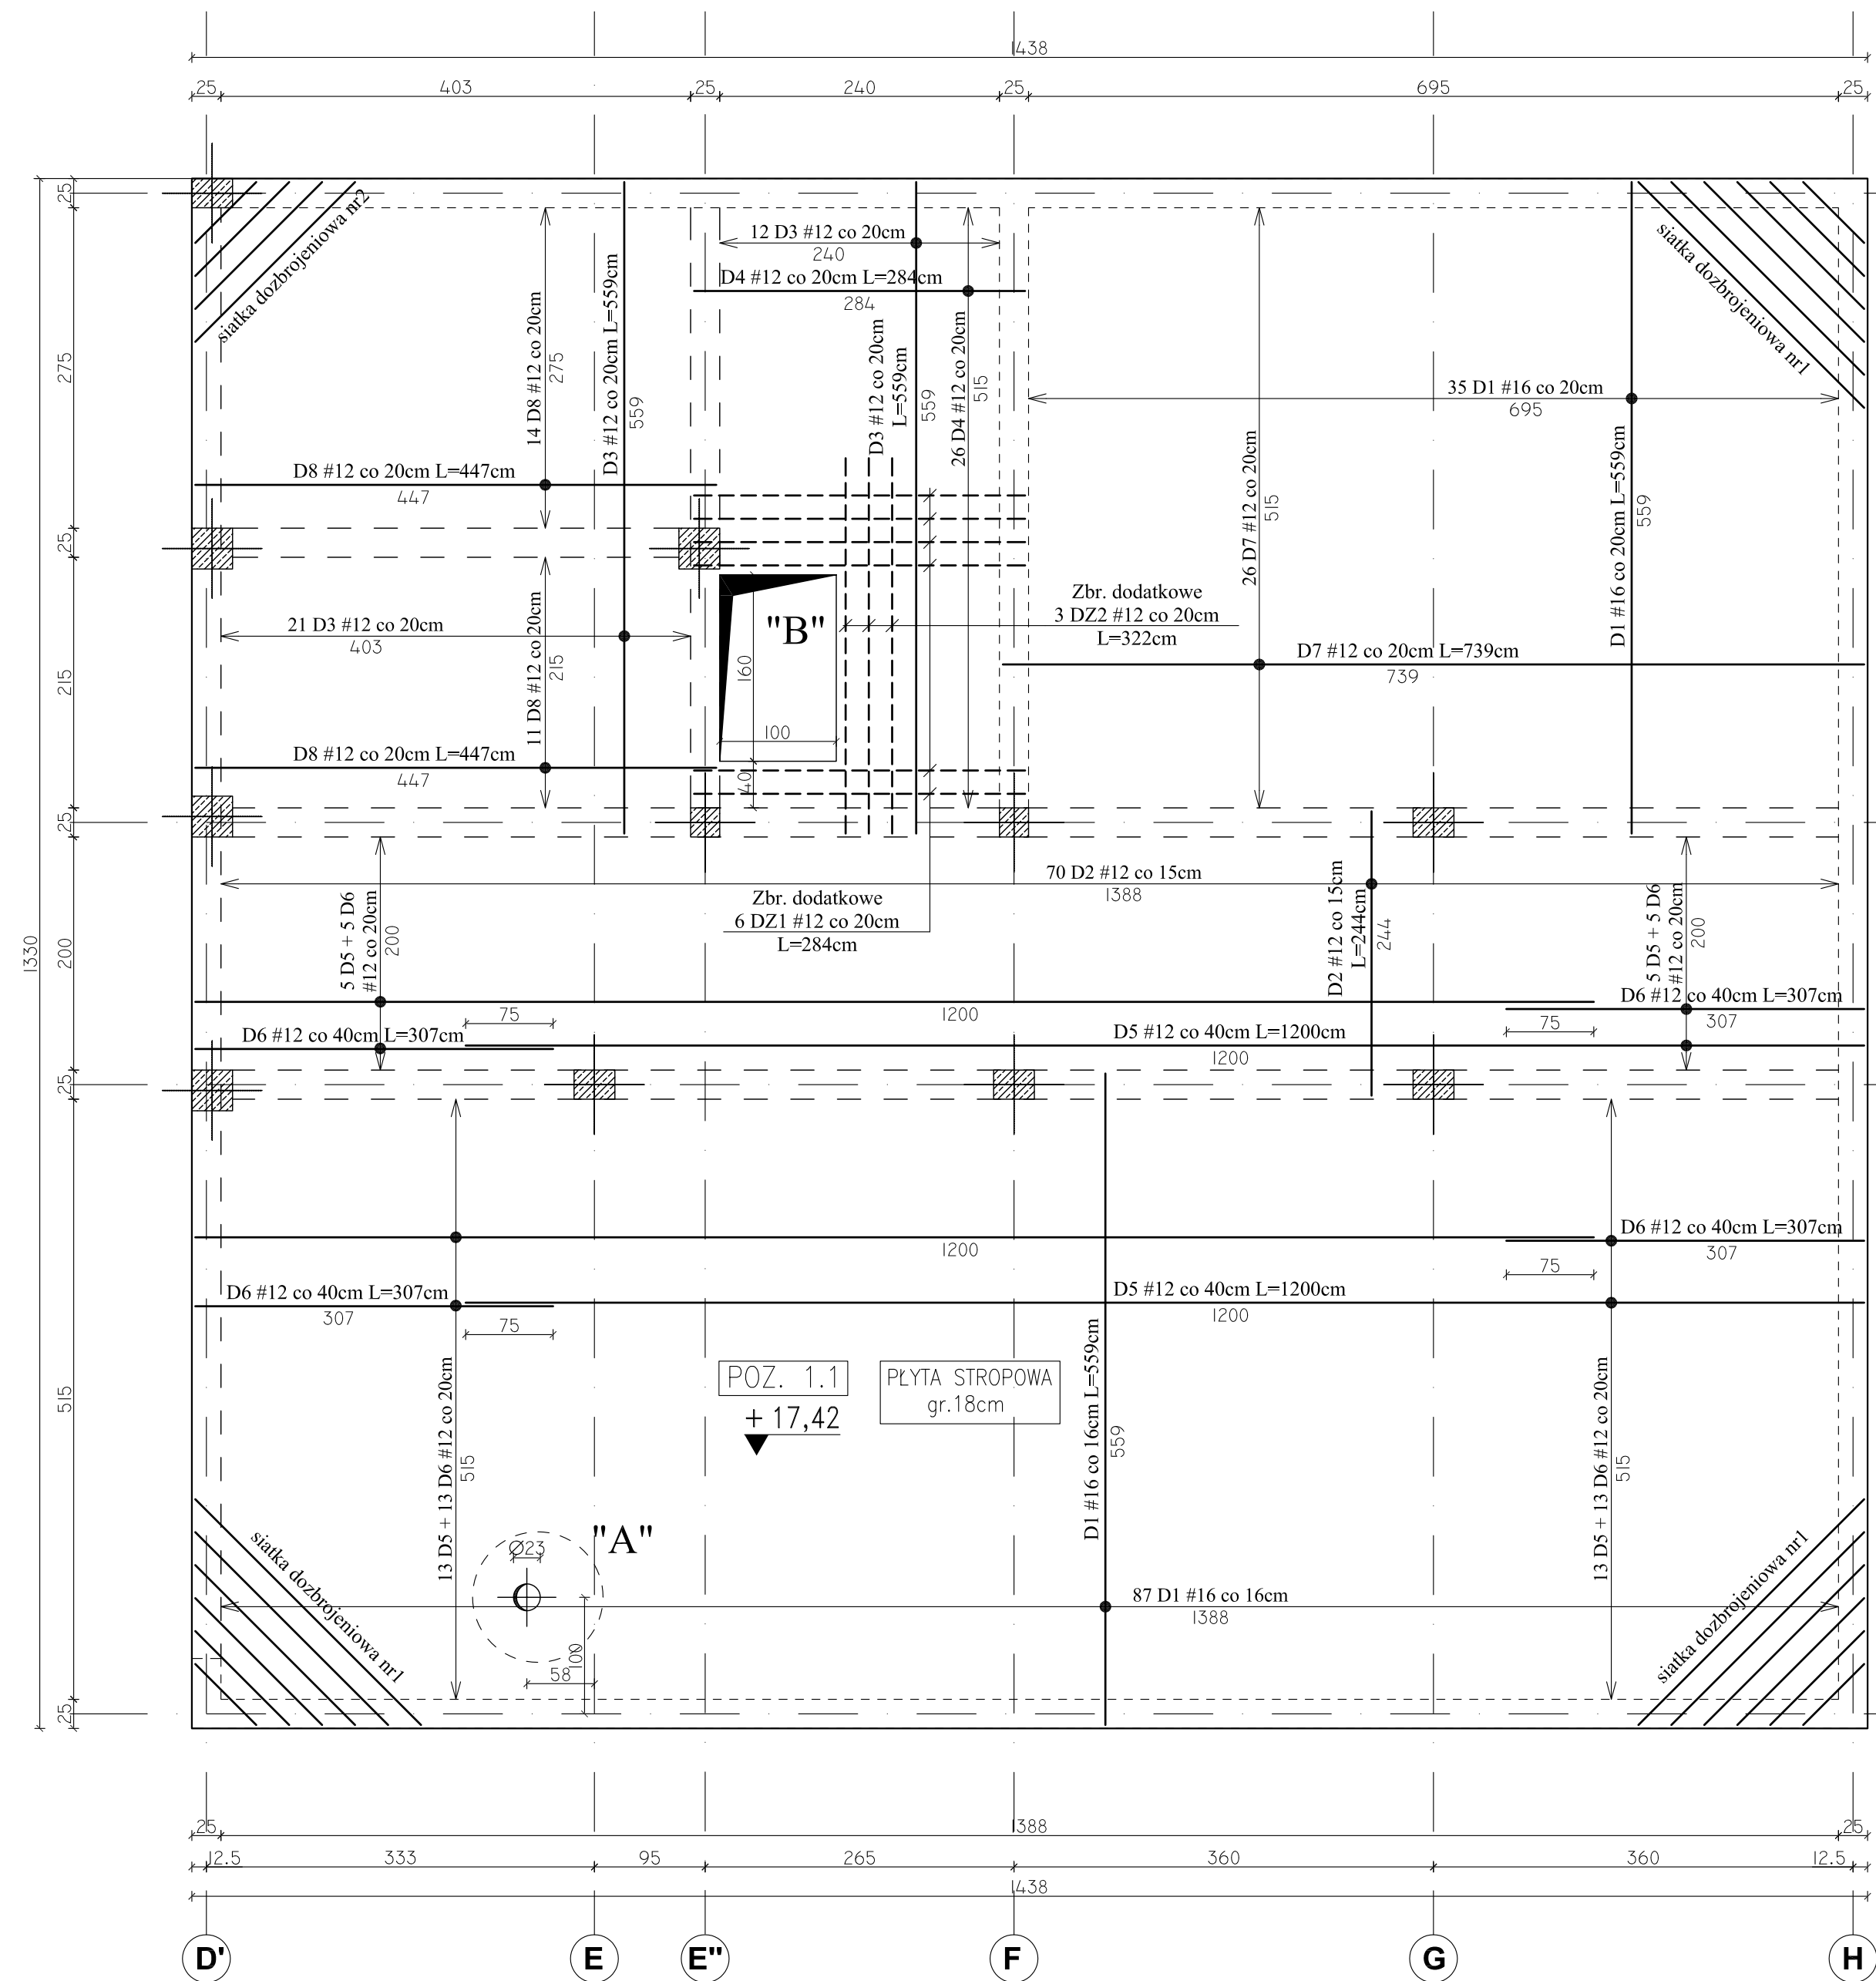 1438
25 403 25 240 25 695 25
25
275
25
215
25
200
25
515
25
1330
siatka dozbrojeniowa nr2
14 D8 #12 co 20cm
275
D3 #12 co 20cm L=559cm
559
12 D3 #12 co 20cm
240
D4 #12 co 20cm L=284cm
284
D3 #12 co 20cm
L=559cm
559
26 D4 #12 co 20cm
515
26 D7 #12 co 20cm
515
35 D1 #16 co 20cm
695
D1 #16 co 20cm L=559cm
559
siatka dozbrojeniowa nr1
D8 #12 co 20cm L=447cm
447
21 D3 #12 co 20cm
403
11 D8 #12 co 20cm
215
D8 #12 co 20cm L=447cm
447
"B"
160
100
40
Zbr. dodatkowe
3 DZ2 #12 co 20cm
L=322cm
D7 #12 co 20cm L=739cm
739
70 D2 #12 co 15cm
1388
Zbr. dodatkowe
6 DZ1 #12 co 20cm
L=284cm
5 D5 + 5 D6
#12 co 20cm
200
D2 #12 co 15cm
L=244cm
244
5 D5 + 5 D6
#12 co 20cm
200
1200
D6 #12 co 40cm L=307cm
307
75
75
D6 #12 co 40cm L=307cm
D5 #12 co 40cm L=1200cm
1200
1200
D6 #12 co 40cm L=307cm
307
75
D6 #12 co 40cm L=307cm
307
75
D5 #12 co 40cm L=1200cm
1200
13 D5 + 13 D6 #12 co 20cm
515
POZ. 1.1
+ 17,42
PŁYTA STROPOWA
gr.18cm
D1 #16 co 16cm L=559cm
559
13 D5 + 13 D6 #12 co 20cm
515
siatka dozbrojeniowa nr1
"A"
Ø23
100
58
87 D1 #16 co 16cm
1388
siatka dozbrojeniowa nr1
25 1388 25
12.5 333 95 265 360 360 12.5
1438
D' E E" F G H